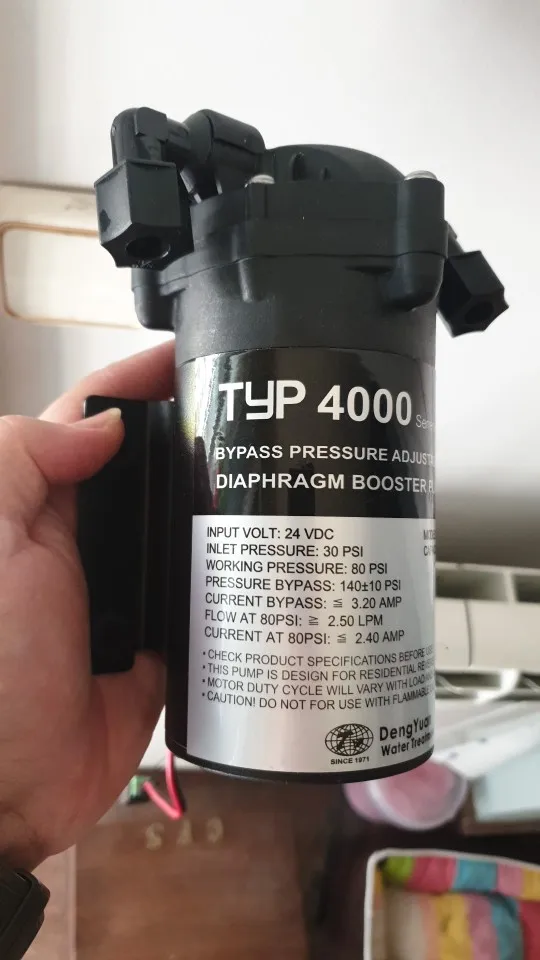 TYP 4000
BYPASS PRESSURE
DIAPHRAGM BOOSTER
INPUT VOLT: 24 VDC
INLET PRESSURE: 30 PSI
WORKING PRESSURE: 80 PSI
PRESSURE BYPASS: 140±10 PSI
CURRENT BYPASS: ≦ 3.20 AMP
FLOW AT 80PSI: ≧ 2.50 LPM
CURRENT AT 80PSI: ≦ 2.40 AMP
•CHECK PRODUCT SPECIFICATIONS BEFORE
•THIS PUMP IS DESIGN FOR RESIDENTIAL
•MOTOR DUTY CYCLE WILL VARY WITH LOAD
•CAUTION! DO NOT FOR USE WITH FLAMMABLE
DengYuan
Water
SINCE 1971